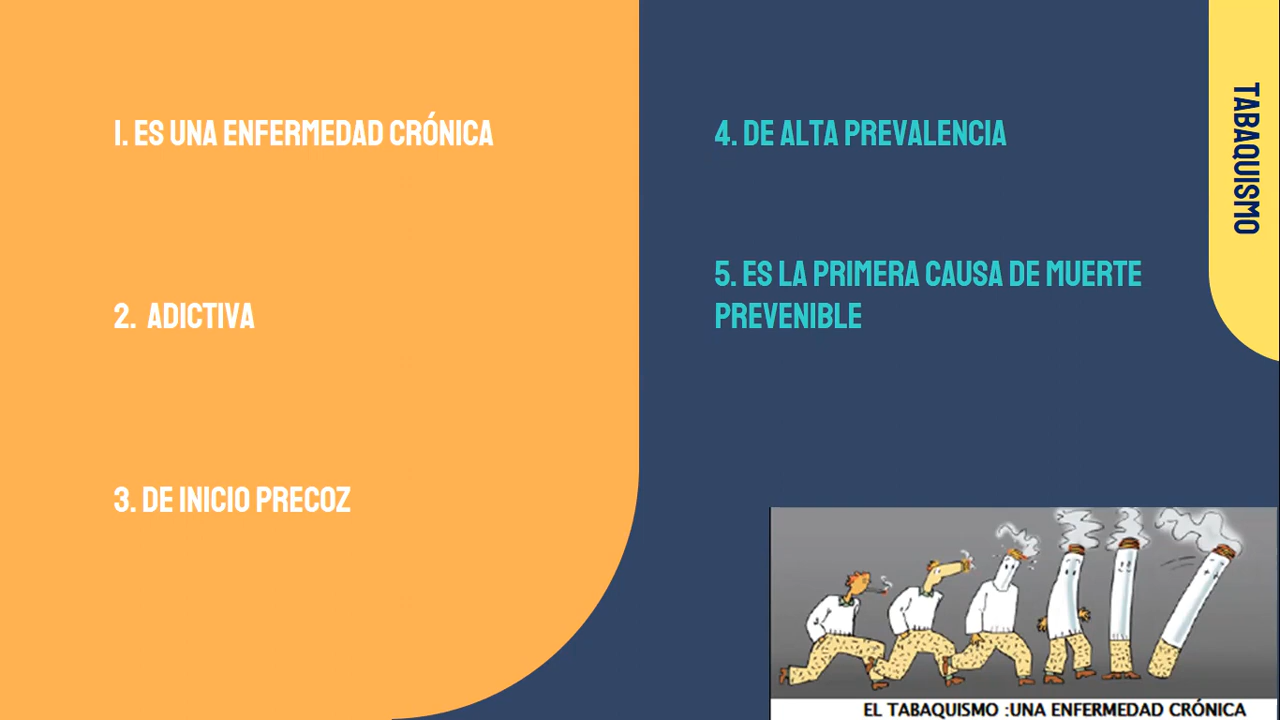 1. ES UNA ENFERMEDAD CRÓNICA
2. ADICTIVA
3. DE INICIO PRECOZ
4. DE ALTA PREVALENCIA
5. ES LA PRIMERA CAUSA DE MUERTE
PREVENIBLE
TABAQUISMO
EL TABAQUISMO :UNA ENFERMEDAD CRÓNICA